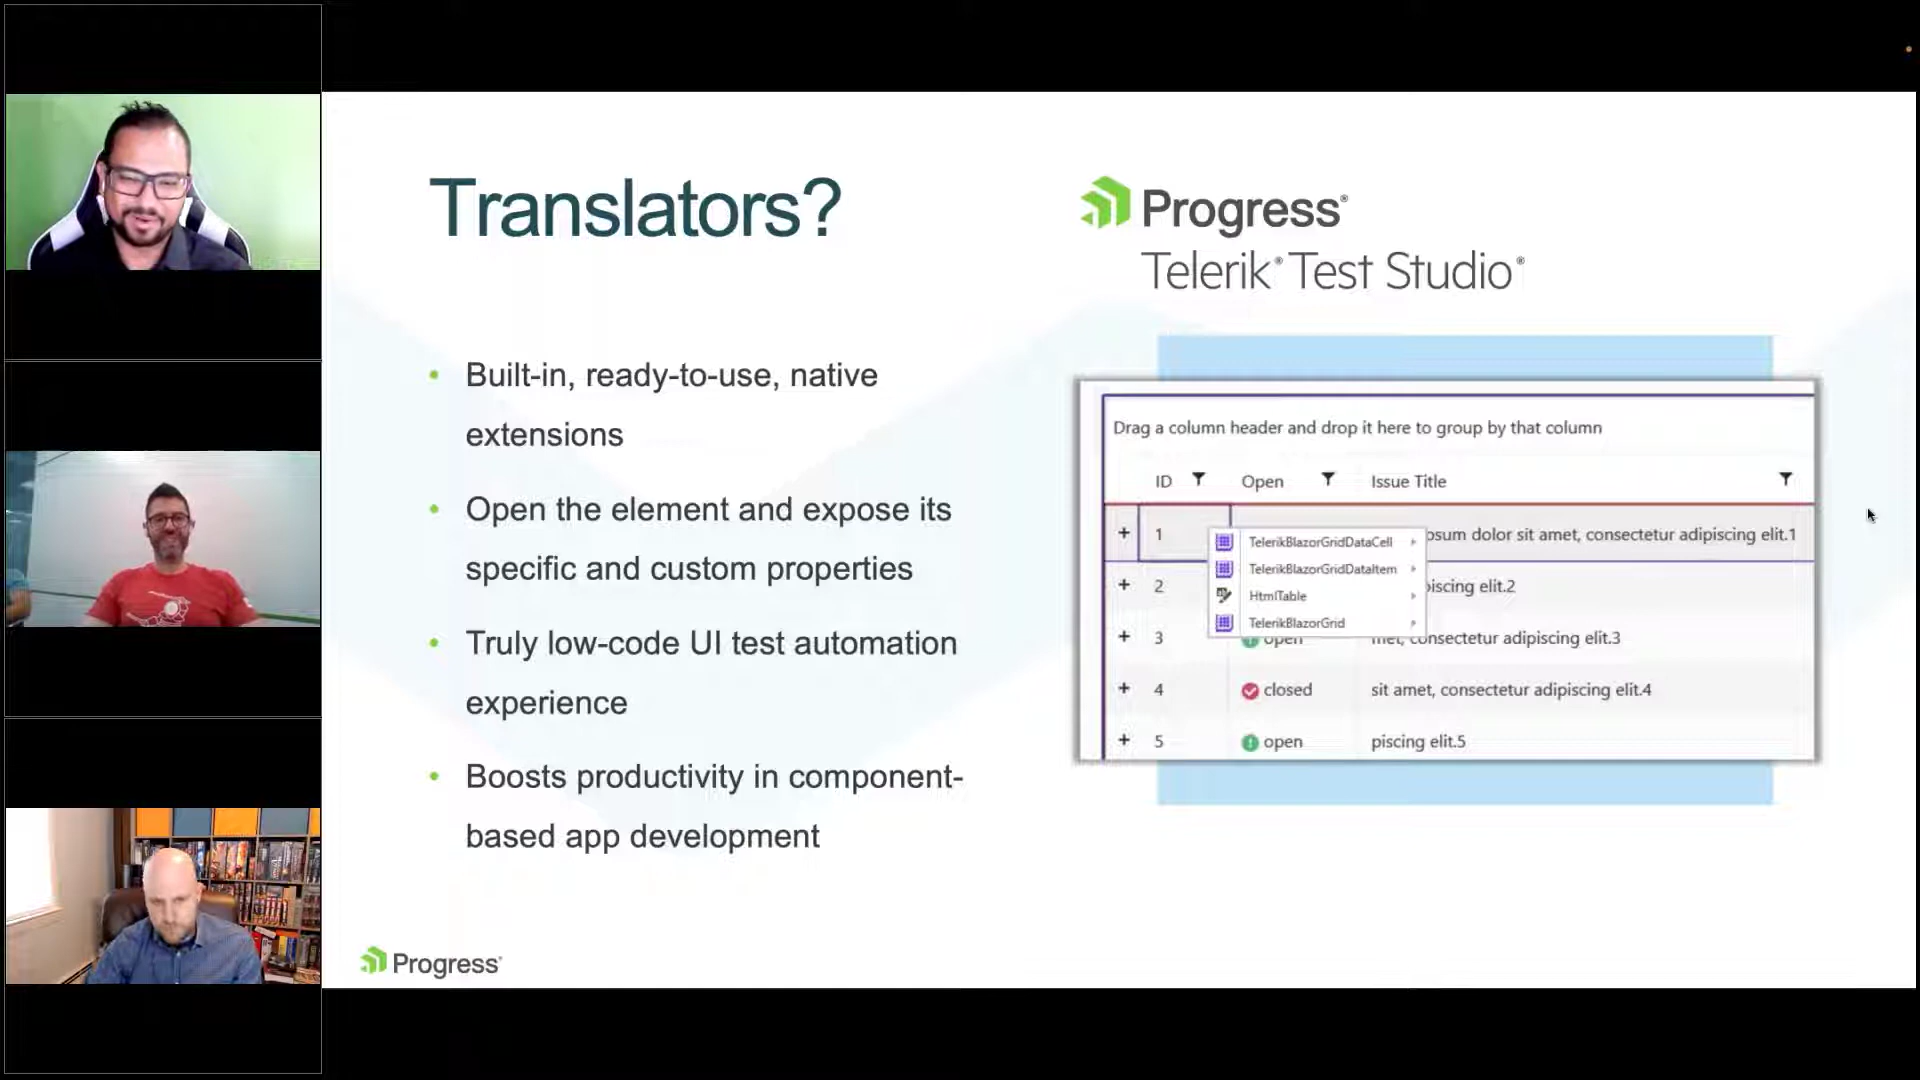 Translators?
Progress®
Telerik® Test Studio®
• Built-in, ready-to-use, native
extensions
• Open the element and expose its
specific and custom properties
• Truly low-code UI test automation
experience
• Boosts productivity in component-
based app development
Drag a column header and drop it here to group by that column
ID Open Issue Title
+ 1 psum dolor sit amet, consectetur adipiscing elit.1
TelerikBlazorGridDataCell
TelerikBlazorGridDataItem
+ 2 piscing elit.2
HtmlTable
TelerikBlazorGrid
+ 3 open met, consectetur adipiscing elit.3
+ 4 closed sit amet, consectetur adipiscing elit.4
+ 5 open piscing elit.5
Progress®